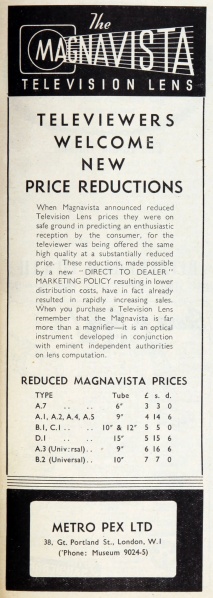 The
MAGNAVISTA
TELEVISION LENS
TELEVIEWERS
WELCOME
NEW
PRICE REDUCTIONS
When Magnavista announced reduced
Television Lens prices they were on
safe ground in predicting an enthusiastic
reception by the consumer, for the
televiewer was being offered the same
high quality at a substantially reduced
price. These reductions, made possible
by a new "DIRECT TO DEALER"
MARKETING POLICY resulting in lower
distribution costs, have in fact already
resulted in rapidly increasing sales.
When you purchase a Television Lens
remember that the Magnavista is far
more than a magnifier—it is an optical
instrument developed in conjunction
with eminent independent authorities
on lens computation.
REDUCED MAGNAVISTA PRICES
TYPE Tube £ s. d.
A.7 .. .. 6" 3 3 0
A.1, A.2, A.4, A.5 9" 4 14 6
B.1, C.1 .. .. 10" & 12" 5 5 0
D.1 .. .. 15" 5 15 6
A.3 (Universal) .. 9" 6 16 6
B.2 (Universal) .. 10" 7 7 0
METRO PEX LTD
38, Gt. Portland St., London, W.1
('Phone: Museum 9024-5)